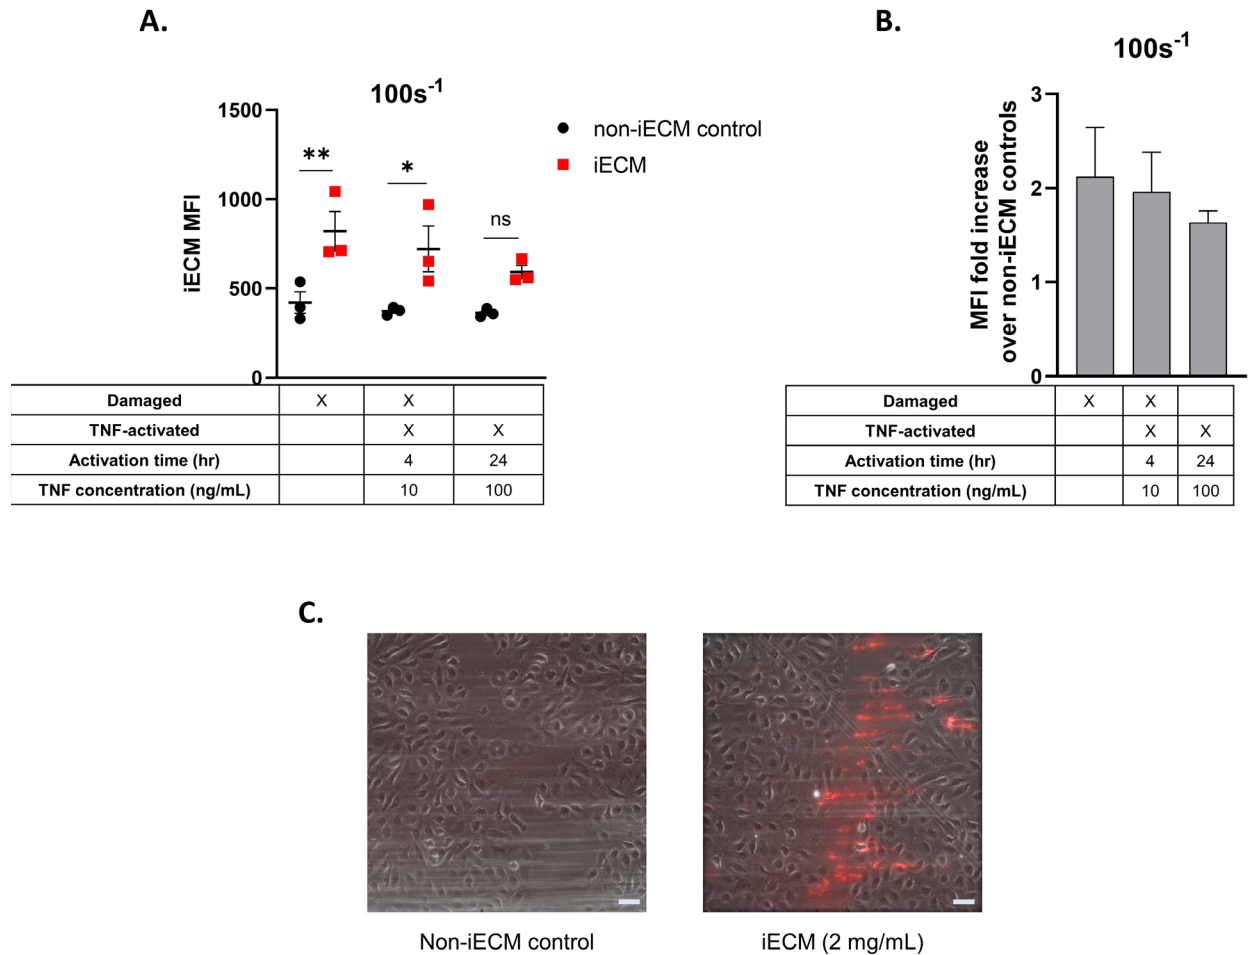 A.
100s-1
1500
1000
500
0
iECM MFI
**
*
ns
non-iECM control
iECM
Damaged X X
TNF-activated X X
Activation time (hr) 4 24
TNF concentration (ng/mL) 10 100
B.
100s-1
3
2
1
0
MFI fold increase
over non-iECM controls
Damaged X X
TNF-activated X X
Activation time (hr) 4 24
TNF concentration (ng/mL) 10 100
C.
Non-iECM control
iECM (2 mg/mL)